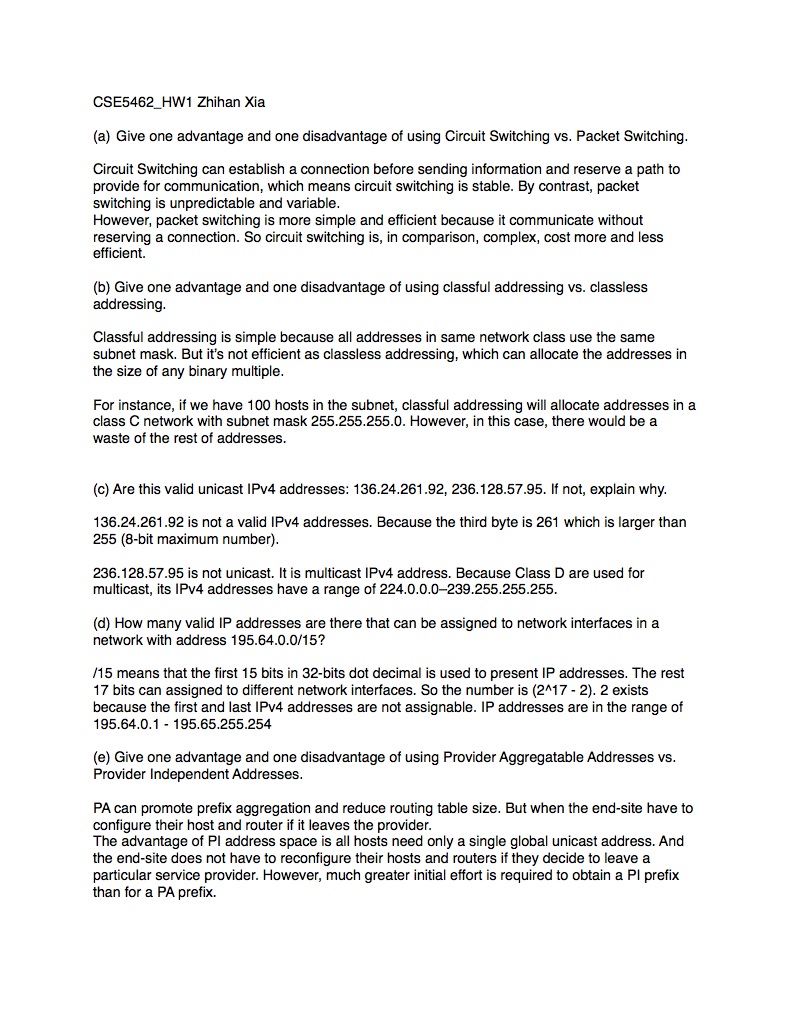 CSE5462_HW1 Zhihan Xia
(a) Give one advantage and one disadvantage of using Circuit Switching vs. Packet Switching.
Circuit Switching can establish a connection before sending information and reserve a path to
provide for communication, which means circuit switching is stable. By contrast, packet
switching is unpredictable and variable.
However, packet switching is more simple and efficient because it communicate without
reserving a connection. So circuit switching is, in comparison, complex, cost more and less
efficient.
(b) Give one advantage and one disadvantage of using classful addressing vs. classless
addressing.
Classful addressing is simple because all addresses in same network class use the same
subnet mask. But it's not efficient as classless addressing, which can allocate the addresses in
the size of any binary multiple.
For instance, if we have 100 hosts in the subnet, classful addressing will allocate addresses in a
class C network with subnet mask 255.255.255.0. However, in this case, there would be a
waste of the rest of addresses.
(c) Are this valid unicast IPv4 addresses: 136.24.261.92, 236.128.57.95. If not, explain why.
136.24.261.92 is not a valid IPv4 addresses. Because the third byte is 261 which is larger than
255 (8-bit maximum number).
236.128.57.95 is not unicast. It is multicast IPv4 address. Because Class D are used for
multicast, its IPv4 addresses have a range of 224.0.0.0–239.255.255.255.
(d) How many valid IP addresses are there that can be assigned to network interfaces in a
network with address 195.64.0.0/15?
/15 means that the first 15 bits in 32-bits dot decimal is used to present IP addresses. The rest
17 bits can assigned to different network interfaces. So the number is (2^17 - 2). 2 exists
because the first and last IPv4 addresses are not assignable. IP addresses are in the range of
195.64.0.1 - 195.65.255.254
(e) Give one advantage and one disadvantage of using Provider Aggregatable Addresses vs.
Provider Independent Addresses.
PA can promote prefix aggregation and reduce routing table size. But when the end-site have to
configure their host and router if it leaves the provider.
The advantage of PI address space is all hosts need only a single global unicast address. And
the end-site does not have to reconfigure their hosts and routers if they decide to leave a
particular service provider. However, much greater initial effort is required to obtain a PI prefix
than for a PA prefix.